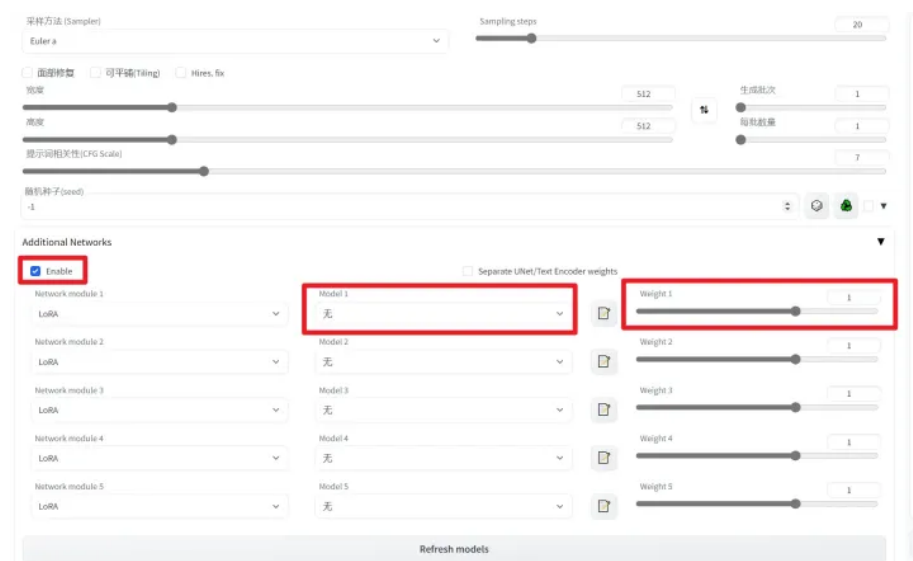 采样方法 (Sampler)
Sampling steps
20
Euler a
面部修复
可平铺(Tiling)
Hires. fix
宽度
512
生成批次
1
高度
512
每批数量
1
提示词相关性(CFG Scale)
7
随机种子(seed)
-1
Additional Networks
Enable
Separate UNet/Text Encoder weights
Network module 1
Model 1
Weight 1
1
LoRA
无
Network module 2
Model 2
Weight 2
1
LoRA
无
Network module 3
Model 3
Weight 3
1
LoRA
无
Network module 4
Model 4
Weight 4
1
LoRA
无
Network module 5
Model 5
Weight 5
1
LoRA
无
Refresh models